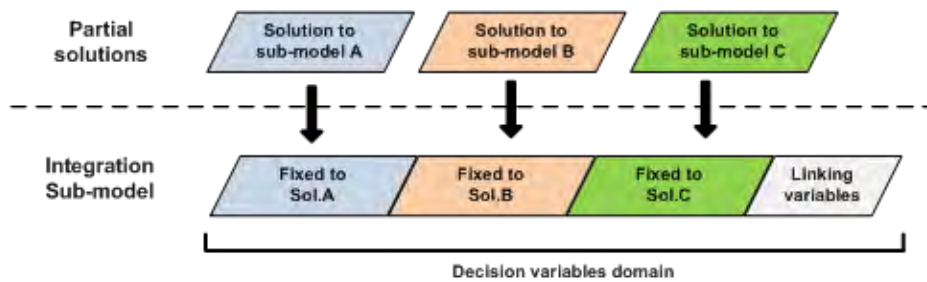 Partial
solutions
Solution to
sub-model A
Solution to
sub-model B
Solution to
sub-model C
Integration
Sub-model
Fixed to
Sol.A
Fixed to
Sol.B
Fixed to
Sol.C
Linking
variables
Decision variables domain